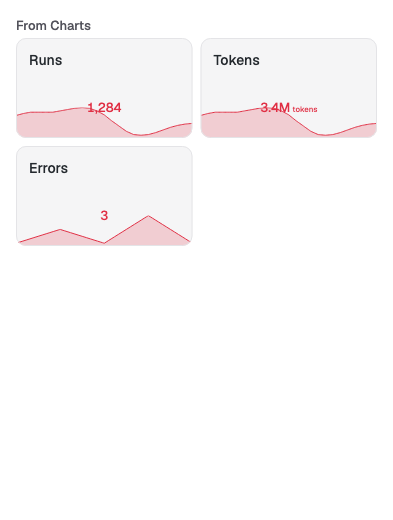 From Charts
Runs
1,284
Tokens
3.4M tokens
Errors
3